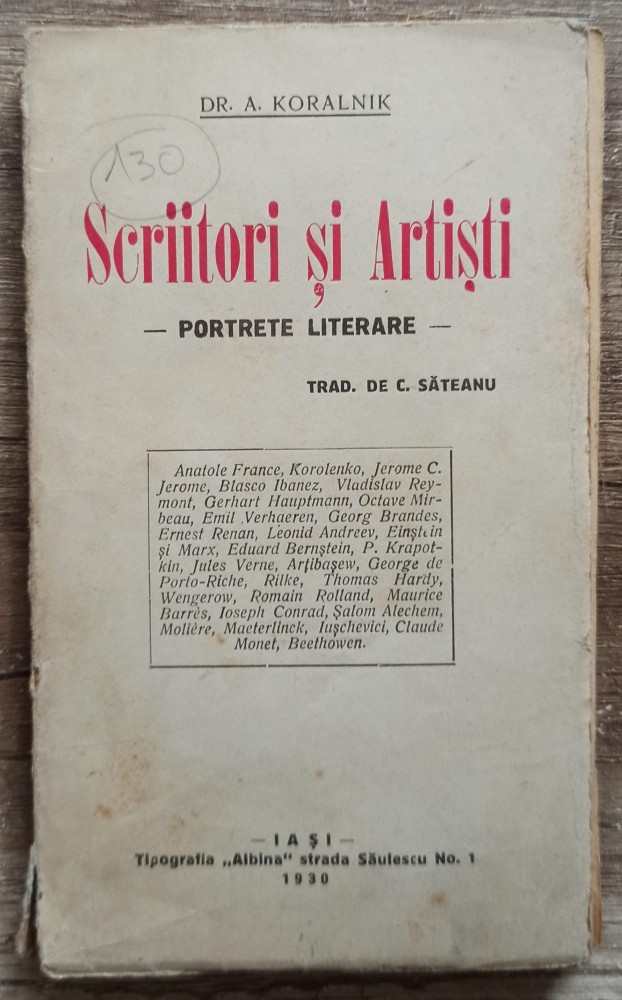 DR. A. KORALNIK
130
Scriitori și Artiști
— PORTRETE LITERARE —
TRAD. DE C. SĂTEANU
Anatole France, Korolenko, Jerome C.
Jerome, Blasco Ibanez, Vladislav Rey-
mont, Gerhart Hauptmann, Octave Mir-
beau, Emil Verhaeren, Georg Brandes,
Ernest Renan, Leonid Andreev, Einștein
și Marx, Eduard Bernștein, P. Krapot-
kin, Jules Verne, Arțibașew, George de
Porto-Riche, Rilke, Thomas Hardy,
Wengerow, Romain Rolland, Maurice
Barrès, Ioseph Conrad, Șalom Alechem,
Molière, Maeterlinck, Iușchevici, Claude
Monet, Beethowen.
— IAȘI —
Tipografia „Albina“ strada Săulescu No. 1
1930